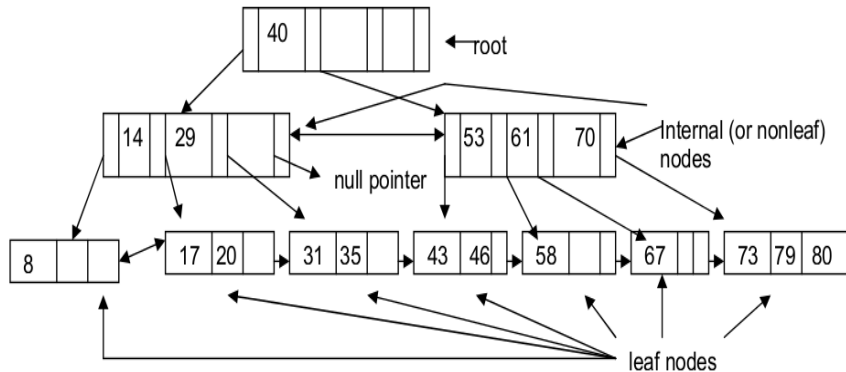 40
root
14 29
53 61 70
Internal (or nonleaf)
nodes
null pointer
8
17 20
31 35
43 46
58
67
73 79 80
leaf nodes